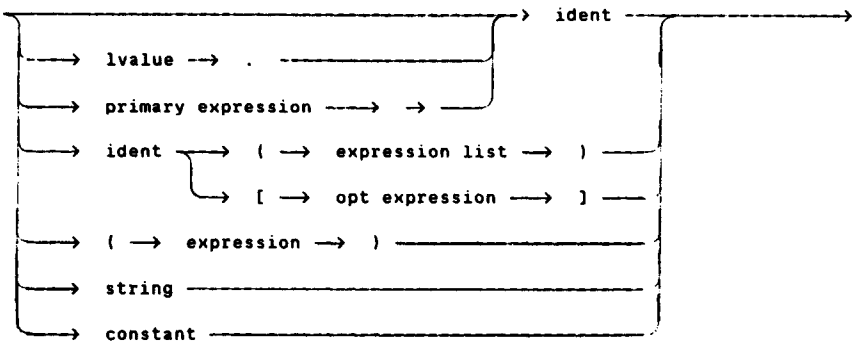 ident
lvalue .
primary expression →
ident ( expression list )
[ opt expression ]
( expression )
string
constant